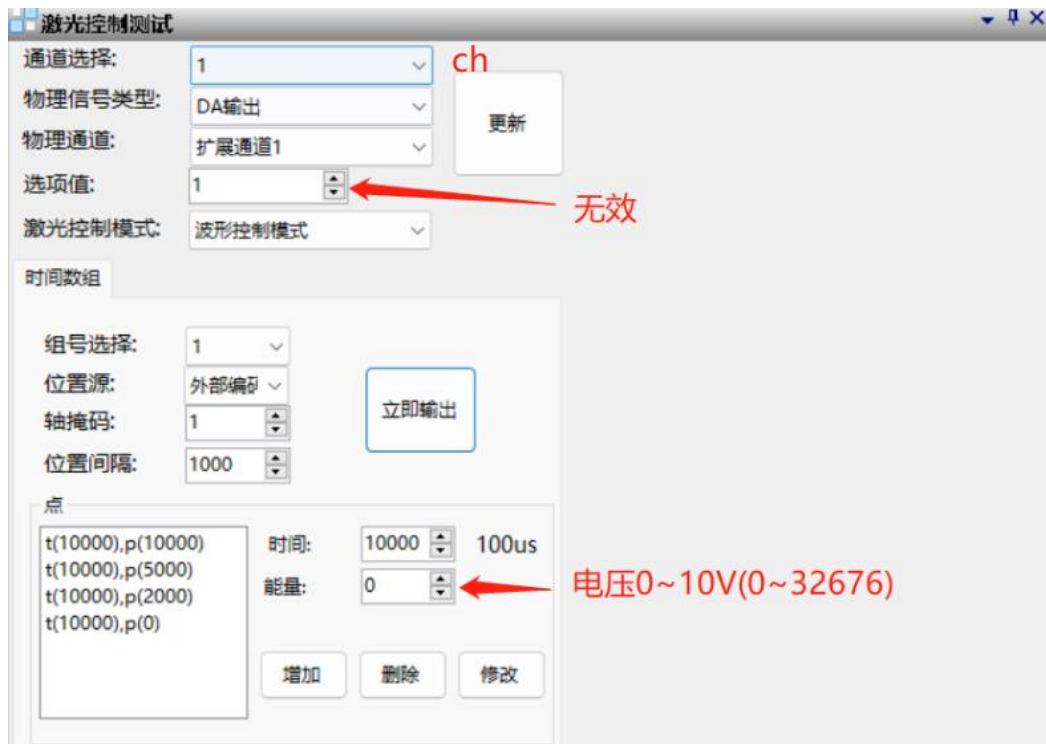 激光控制测试
通道选择: 1 ch
物理信号类型: DA输出 更新
物理通道: 扩展通道1
选项值: 1 无效
激光控制模式: 波形控制模式
时间数组
组号选择: 1
位置源: 外部编码
轴掩码: 1 立即输出
位置间隔: 1000
点
t(10000),p(10000) 时间: 10000 100us
t(10000),p(5000) 能量: 0 电压0~10V(0~32676)
t(10000),p(2000)
t(10000),p(0)
增加 删除 修改